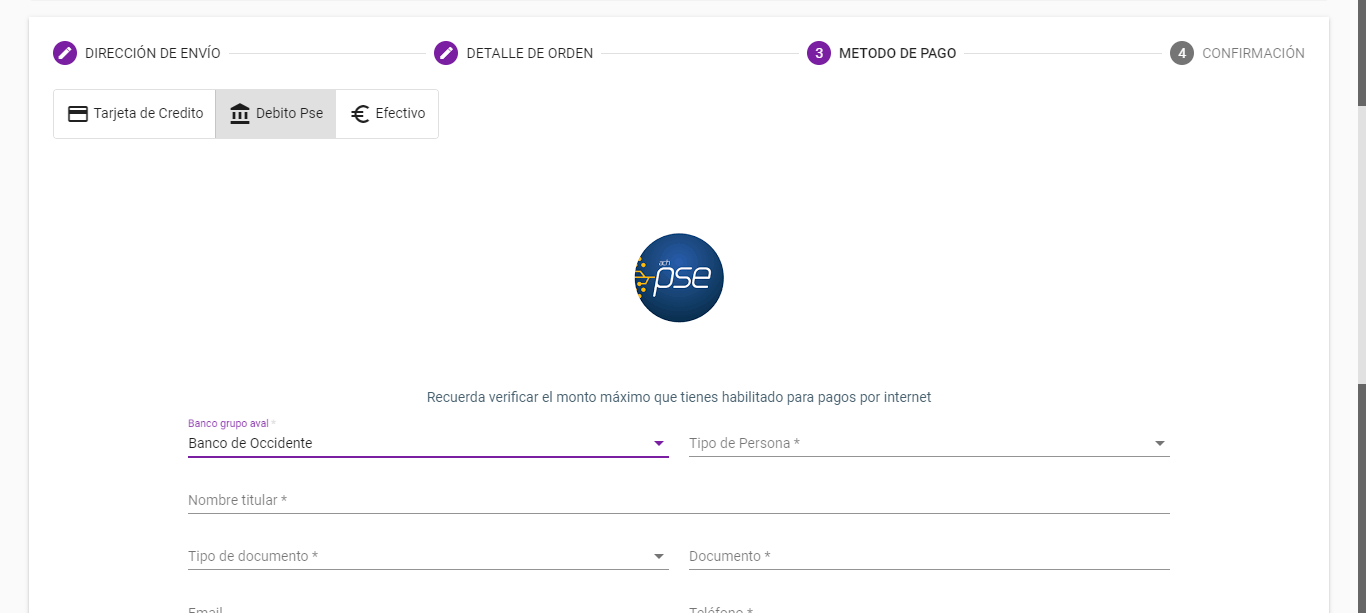 DIRECCIÓN DE ENVÍO
DETALLE DE ORDEN
3 METODO DE PAGO
4 CONFIRMACIÓN
Tarjeta de Credito
Debito Pse
Efectivo
ach
pse
Recuerda verificar el monto máximo que tienes habilitado para pagos por internet
Banco grupo aval *
Banco de Occidente
Tipo de Persona *
Nombre titular *
Tipo de documento *
Documento *
Email
Teléfono *